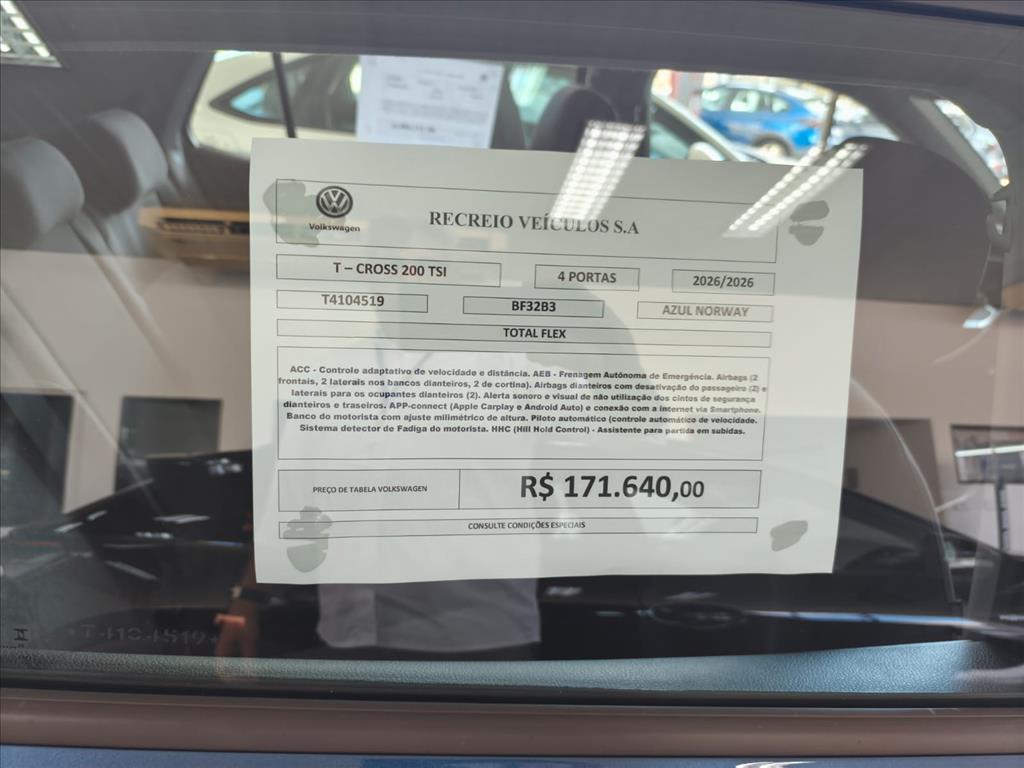 Volkswagen
RECREIO VEÍCULOS S.A
T – CROSS 200 TSI
4 PORTAS
2026/2026
T4104519
BF32B3
AZUL NORWAY
TOTAL FLEX
ACC - Controle adaptativo de velocidade e distância. AEB - Frenagem Autônoma de Emergência. Airbags (2
frontais, 2 laterais nos bancos dianteiros, 2 de cortina). Airbags dianteiros com desativação do passageiro (2) e
laterais para os ocupantes dianteiros (2). Alerta sonoro e visual de não utilização dos cintos de segurança
dianteiros e traseiros. APP-connect (Apple Carplay e Android Auto) e conexão com a internet via Smartphone.
Banco do motorista com ajuste milimétrico de altura. Piloto automático (controle automático de velocidade.
Sistema detector de Fadiga do motorista. HHC (Hill Hold Control) - Assistente para partida em subidas.
PREÇO DE TABELA VOLKSWAGEN
R$ 171.640,00
CONSULTE CONDIÇÕES ESPECIAIS
T4104519